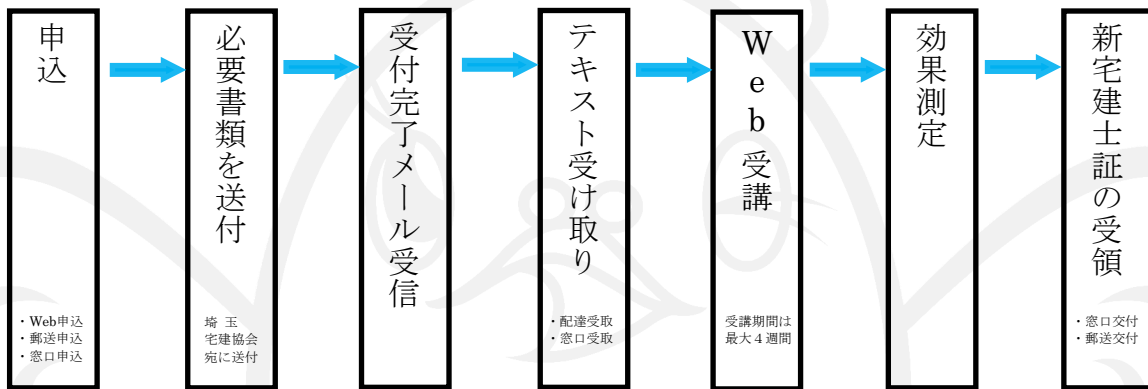 申込
・Web申込
・郵送申込
・窓口申込
必要書類を送付
埼 玉
宅建協会
宛に送付
受付完了メール受信
テキスト受け取り
・配達受取
・窓口受取
Web受講
受講期間は
最大４週間
効果測定
新宅建士証の受領
・窓口交付
・郵送交付